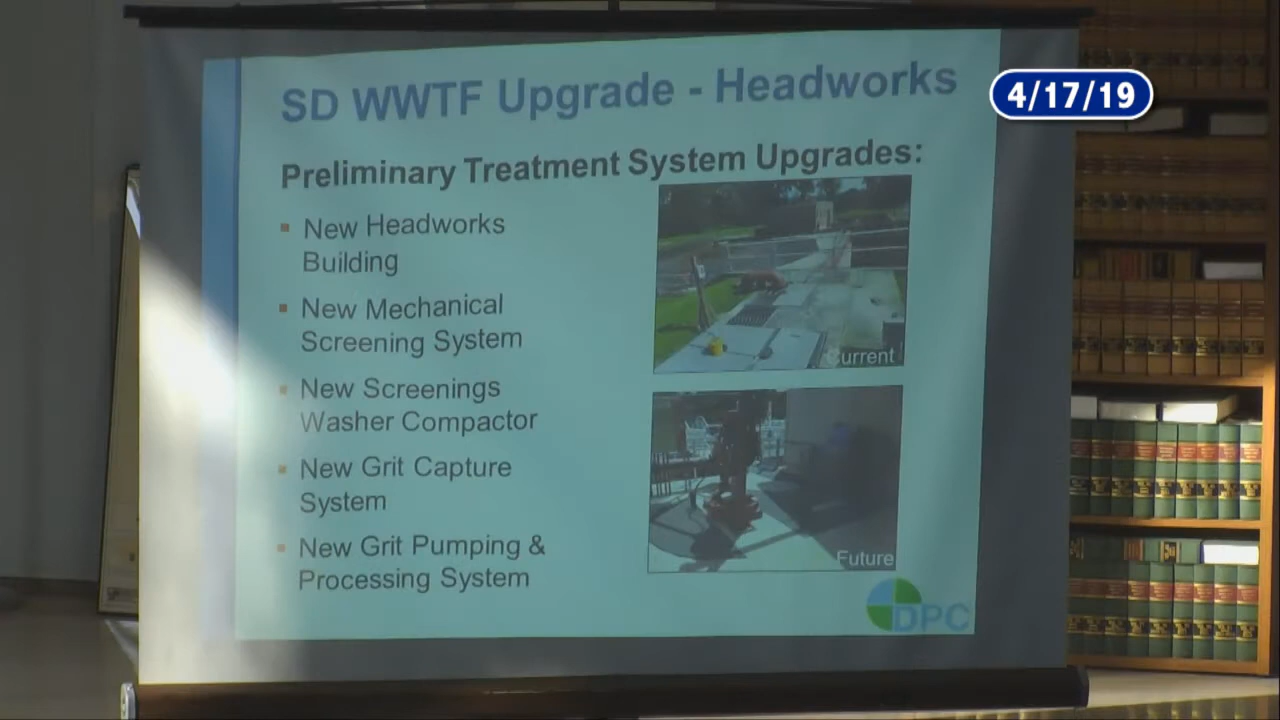 SD WWTF Upgrade - Headworks
4/17/19
Preliminary Treatment System Upgrades:
New Headworks
Building
New Mechanical
Screening System
New Screenings
Washer Compactor
New Grit Capture
System
New Grit Pumping &
Processing System
Current
Future
DPC